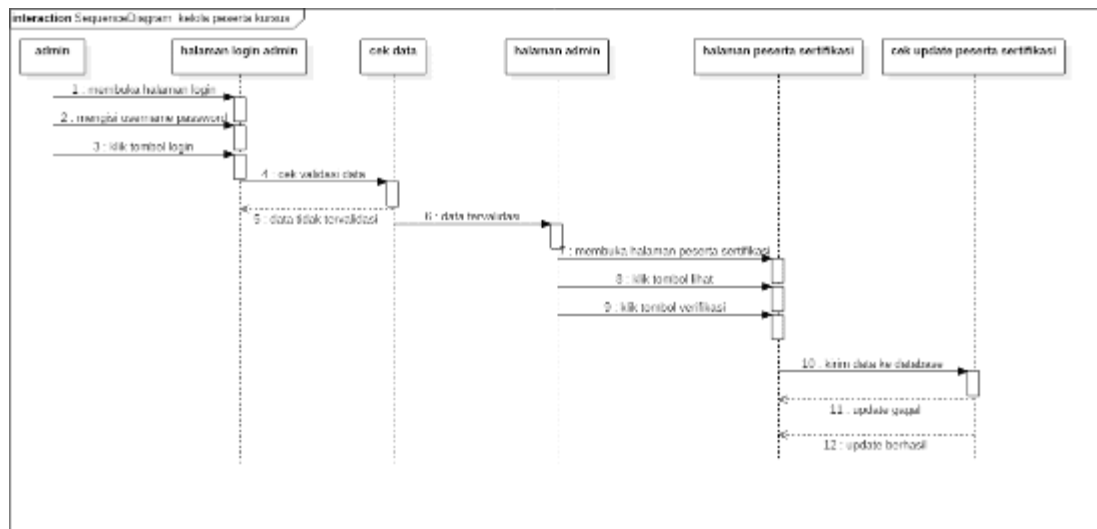 interaction SequenceDiagram kelola peserta kursus
admin
halaman login admin
cek data
halaman admin
halaman peserta sertifikasi
cek update peserta sertifikasi
1 : membuka halaman login
2 : mengisi username password
3 : klik tombol login
4 : cek validasi data
5 : data tidak tervalidasi
6 : data tervalidasi
7 : membuka halaman peserta sertifikasi
8 : klik tombol lihat
9 : klik tombol verifikasi
10 : kirim data ke database
11 : update gagal
12 : update berhasil